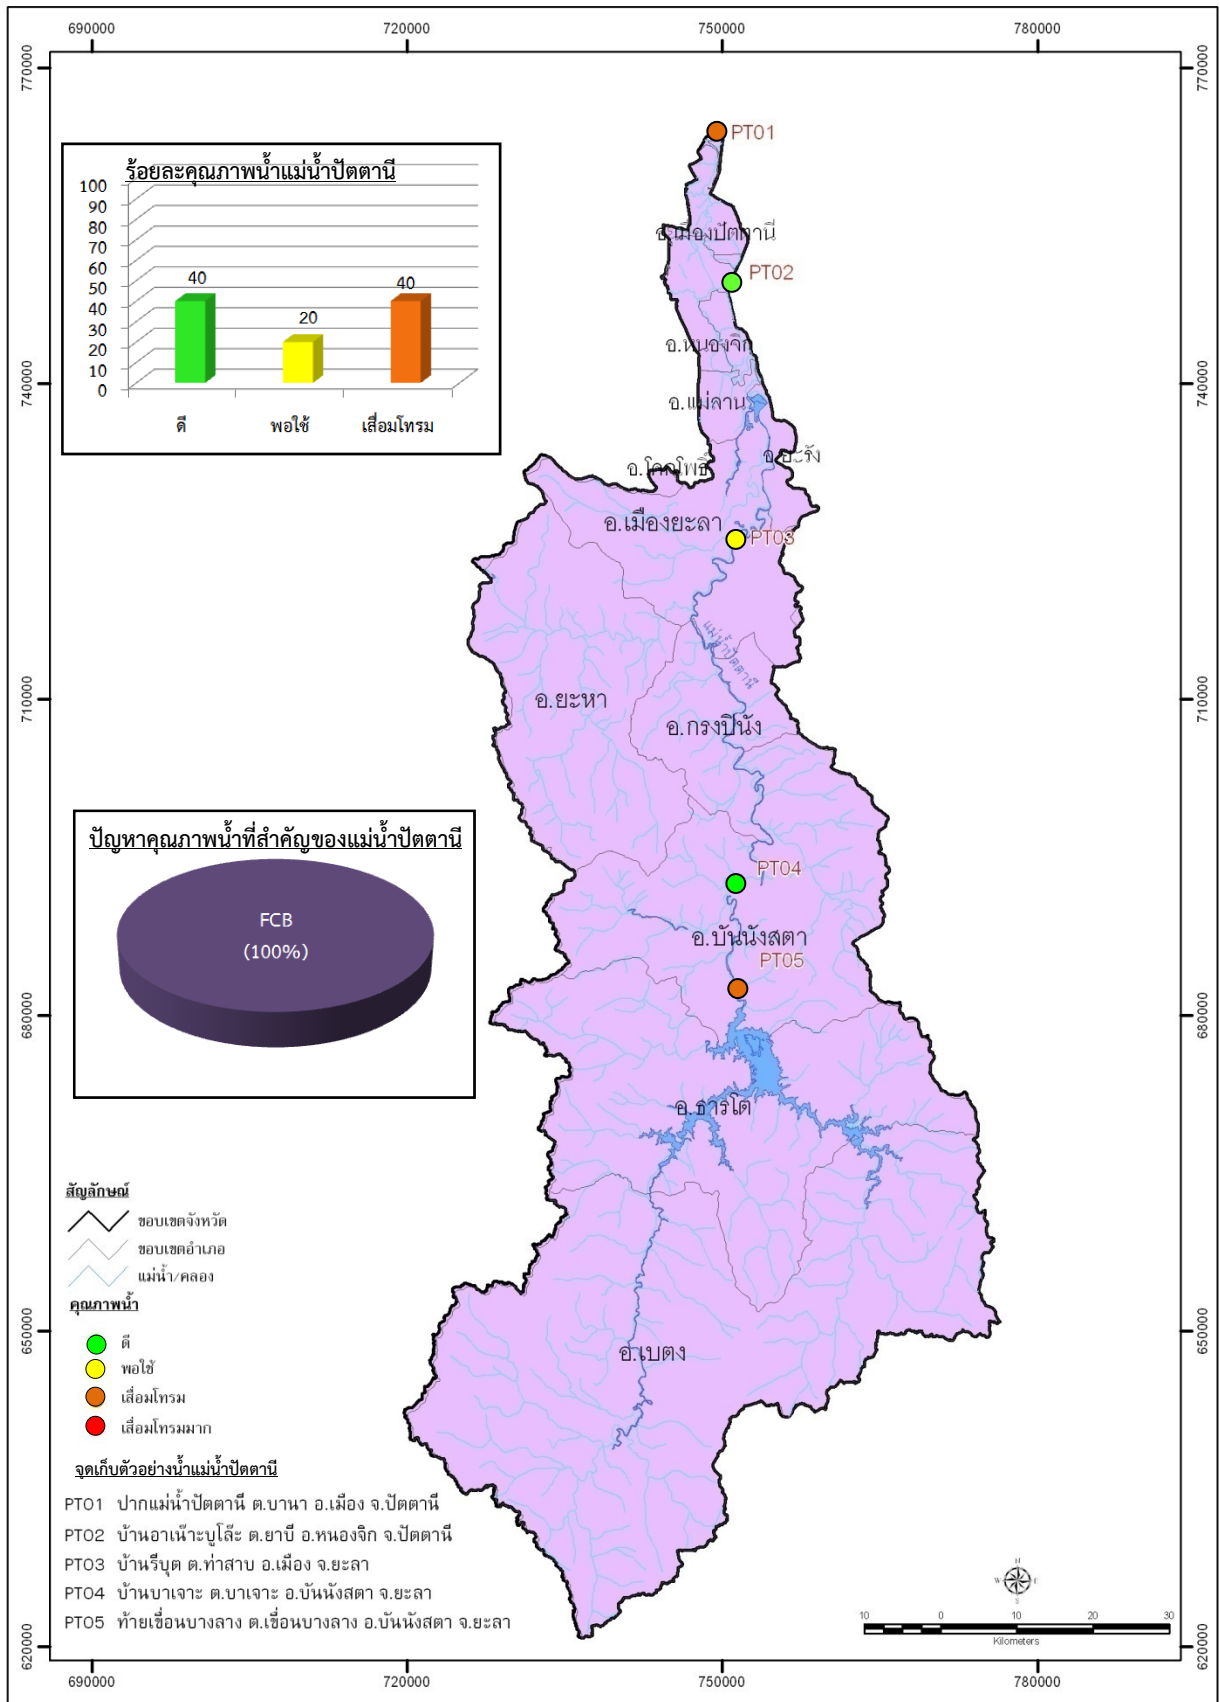 690000 720000 750000 780000
770000 770000
PT01
ร้อยละคุณภาพน้ำแม่น้ำปัตตานี
100
90
80
70
60
50
40
30
20
10
0
40
20
40
ดี พอใช้ เสื่อมโทรม
อ.เมืองปัตตานี
PT02
อ.หนองจิก
740000 740000
อ.แม่ลาน
อ.ยะรัง
อ.โคกโพธิ์
อ.เมืองยะลา
PT03
แม่น้ำปัตตานี
710000 710000
อ.ยะหา
อ.กรงปินัง
ปัญหาคุณภาพน้ำที่สำคัญของแม่น้ำปัตตานี
FCB
(100%)
PT04
อ.บันนังสตา
PT05
680000 680000
อ.ธารโต
สัญลักษณ์
ขอบเขตจังหวัด
ขอบเขตอำเภอ
แม่น้ำ/คลอง
คุณภาพน้ำ
ดี
พอใช้
เสื่อมโทรม
เสื่อมโทรมมาก
650000 650000
อ.เบตง
จุดเก็บตัวอย่างน้ำแม่น้ำปัตตานี
PT01 ปากแม่น้ำปัตตานี ต.บานา อ.เมือง จ.ปัตตานี
PT02 บ้านอาเน๊าะบูโล๊ะ ต.ยาบี อ.หนองจิก จ.ปัตตานี
PT03 บ้านรีบุต ต.ท่าสาบ อ.เมือง จ.ยะลา
PT04 บ้านบาเจาะ ต.บาเจาะ อ.บันนังสตา จ.ยะลา
PT05 ท้ายเขื่อนบางลาง ต.เขื่อนบางลาง อ.บันนังสตา จ.ยะลา
N
W E
S
10 0 10 20 30
Kilometers
620000 620000
690000 720000 750000 780000